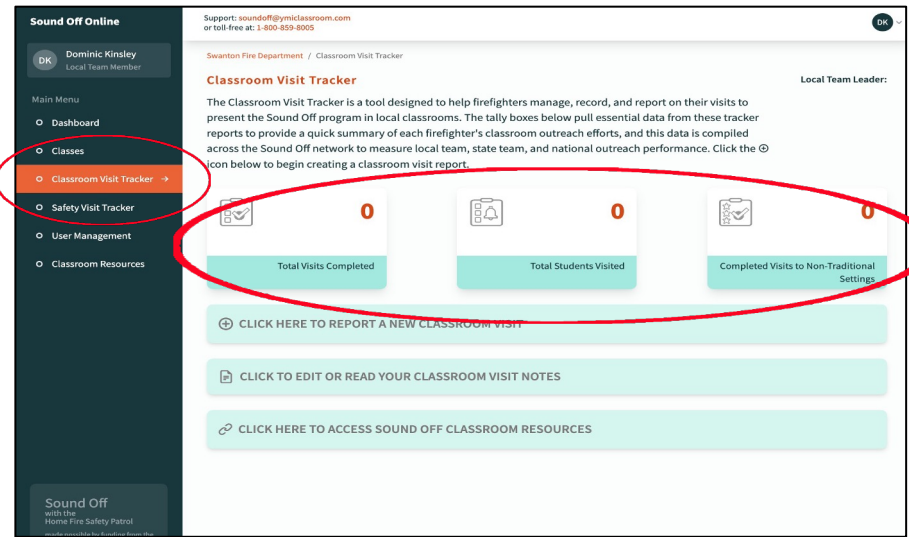 Sound Off Online
DK
Dominic Kinsley
Local Team Member
Main Menu
Dashboard
Classes
Classroom Visit Tracker →
Safety Visit Tracker
User Management
Classroom Resources
Sound Off
with the
Home Fire Safety Patrol
made possible by funding from the
Support: soundoff@ymiclassroom.com
or toll-free at: 1-800-859-8005
DK
Swanton Fire Department / Classroom Visit Tracker
Classroom Visit Tracker
Local Team Leader:
The Classroom Visit Tracker is a tool designed to help firefighters manage, record, and report on their visits to
present the Sound Off program in local classrooms. The tally boxes below pull essential data from these tracker
reports to provide a quick summary of each firefighter's classroom outreach efforts, and this data is compiled
across the Sound Off network to measure local team, state team, and national outreach performance. Click the ⊕
icon below to begin creating a classroom visit report.
0
Total Visits Completed
0
Total Students Visited
0
Completed Visits to Non-Traditional
Settings
CLICK HERE TO REPORT A NEW CLASSROOM VISIT
CLICK TO EDIT OR READ YOUR CLASSROOM VISIT NOTES
CLICK HERE TO ACCESS SOUND OFF CLASSROOM RESOURCES